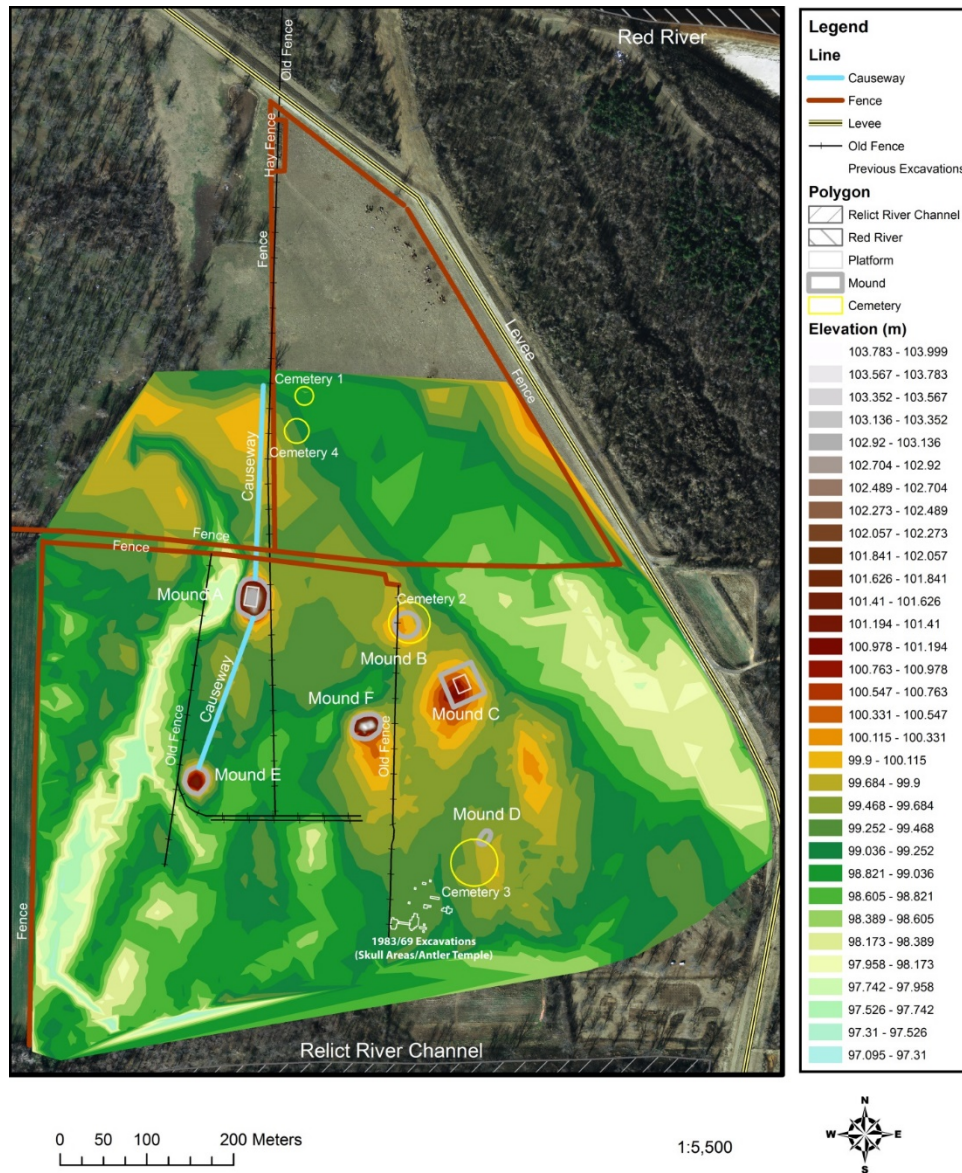 Red River
Old Fence
Hay Fence
Fence
Levee
Fence
Cemetery 1
Cemetery 4
Causeway
Fence
Fence
Mound A
Cemetery 2
Mound B
Causeway
Old Fence
Mound F
Mound C
Old Fence
Mound E
Mound D
Cemetery 3
1983/69 Excavations
(Skull Areas/Antler Temple)
Fence
Relict River Channel
Legend
Line
Causeway
Fence
Levee
Old Fence
Previous Excavations
Polygon
Relict River Channel
Red River
Platform
Mound
Cemetery
Elevation (m)
103.783 - 103.999
103.567 - 103.783
103.352 - 103.567
103.136 - 103.352
102.92 - 103.136
102.704 - 102.92
102.489 - 102.704
102.273 - 102.489
102.057 - 102.273
101.841 - 102.057
101.626 - 101.841
101.41 - 101.626
101.194 - 101.41
100.978 - 101.194
100.763 - 100.978
100.547 - 100.763
100.331 - 100.547
100.115 - 100.331
99.9 - 100.115
99.684 - 99.9
99.468 - 99.684
99.252 - 99.468
99.036 - 99.252
98.821 - 99.036
98.605 - 98.821
98.389 - 98.605
98.173 - 98.389
97.958 - 98.173
97.742 - 97.958
97.526 - 97.742
97.31 - 97.526
97.095 - 97.31
0 50 100 200 Meters
1:5,500
N
W E
S